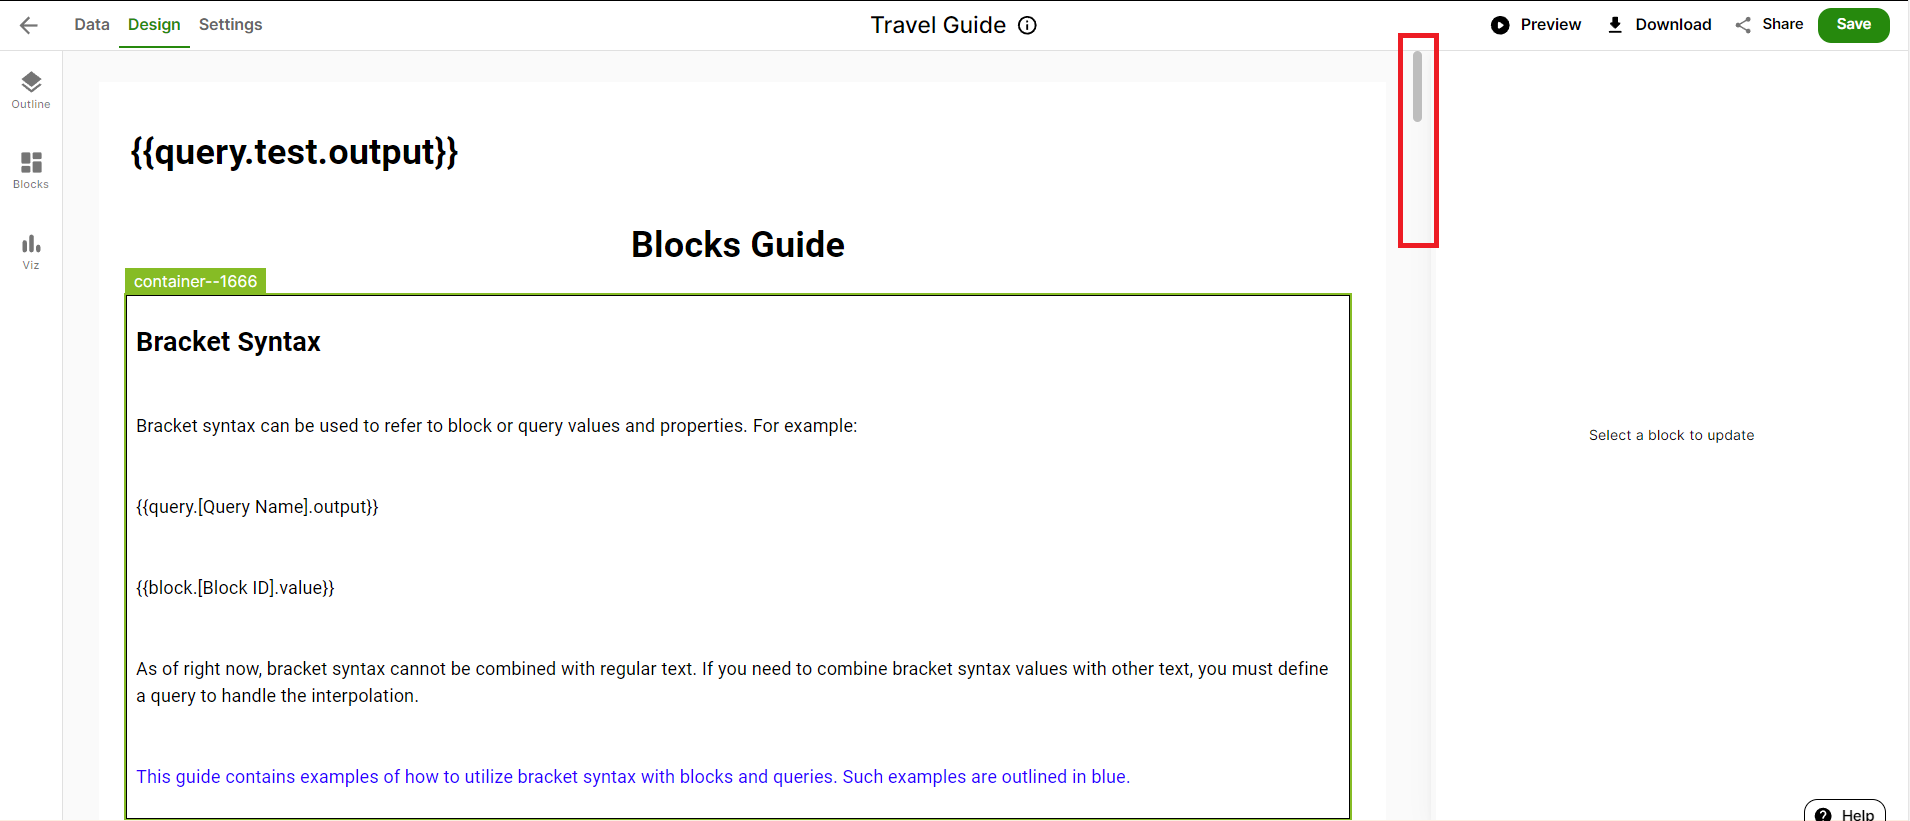 Data Design Settings Travel Guide Preview Download Share Save
Outline
Blocks
Viz
{{query.test.output}}
Blocks Guide
container--1666
Bracket Syntax
Bracket syntax can be used to refer to block or query values and properties. For example:
{{query.[Query Name].output}}
{{block.[Block ID].value}}
As of right now, bracket syntax cannot be combined with regular text. If you need to combine bracket syntax values with other text, you must define
a query to handle the interpolation.
This guide contains examples of how to utilize bracket syntax with blocks and queries. Such examples are outlined in blue.
Select a block to update
Help